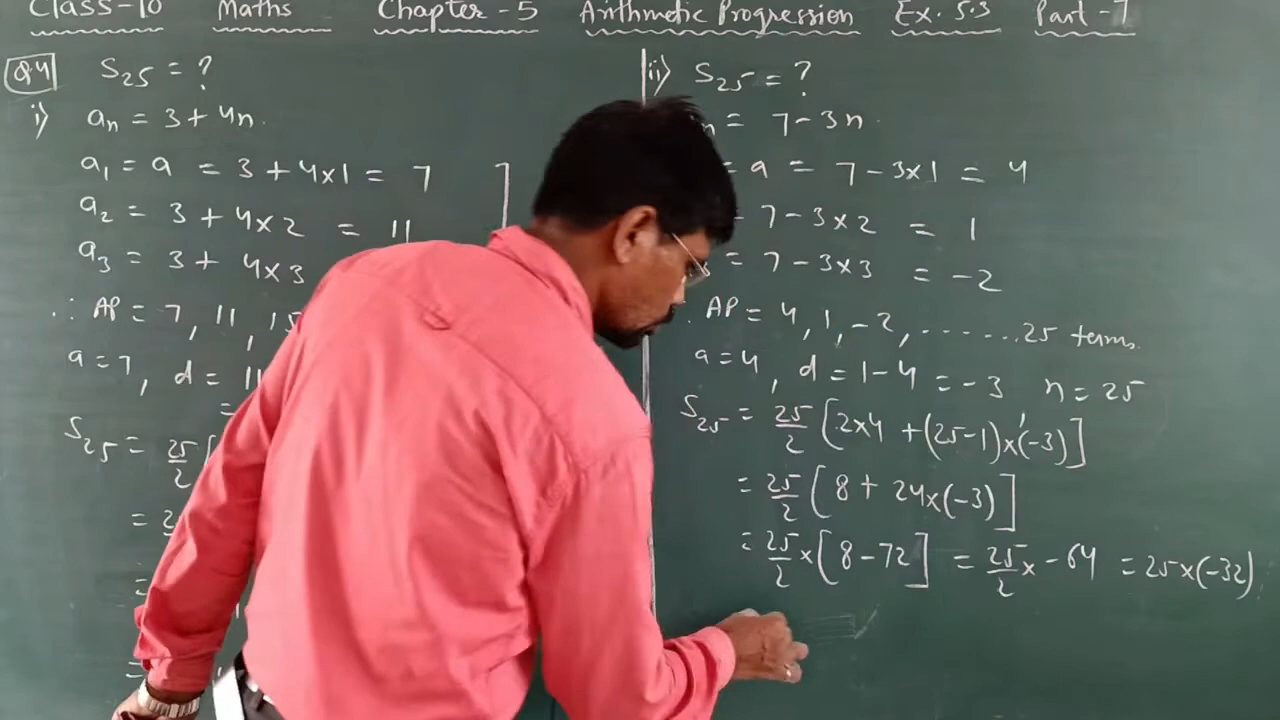 Class-10 Maths Chapter-5 Arithmetic Progression Ex. 5.3 Part-7
Q4 S₂₅ = ?
i) aₙ = 3 + 4n.
a₁ = a = 3 + 4×1 = 7
a₂ = 3 + 4×2 = 11
a₃ = 3 + 4×3
∴ AP = 7, 11, 15
a = 7, d = 11
=
S₂₅ = 25/2 [
= 2
=
=
ii) S₂₅ = ?
n = 7 - 3n
= a = 7 - 3×1 = 4
7 - 3×2 = 1
= 7 - 3×3 = -2
AP = 4, 1, -2, ........25 terms.
a = 4, d = 1 - 4 = -3 n = 25
S₂₅ = 25/2 [2×4 + (25-1)×(-3)]
= 25/2 [8 + 24×(-3)]
= 25/2 × [8 - 72] = 25/2 × -64 = 25×(-32)